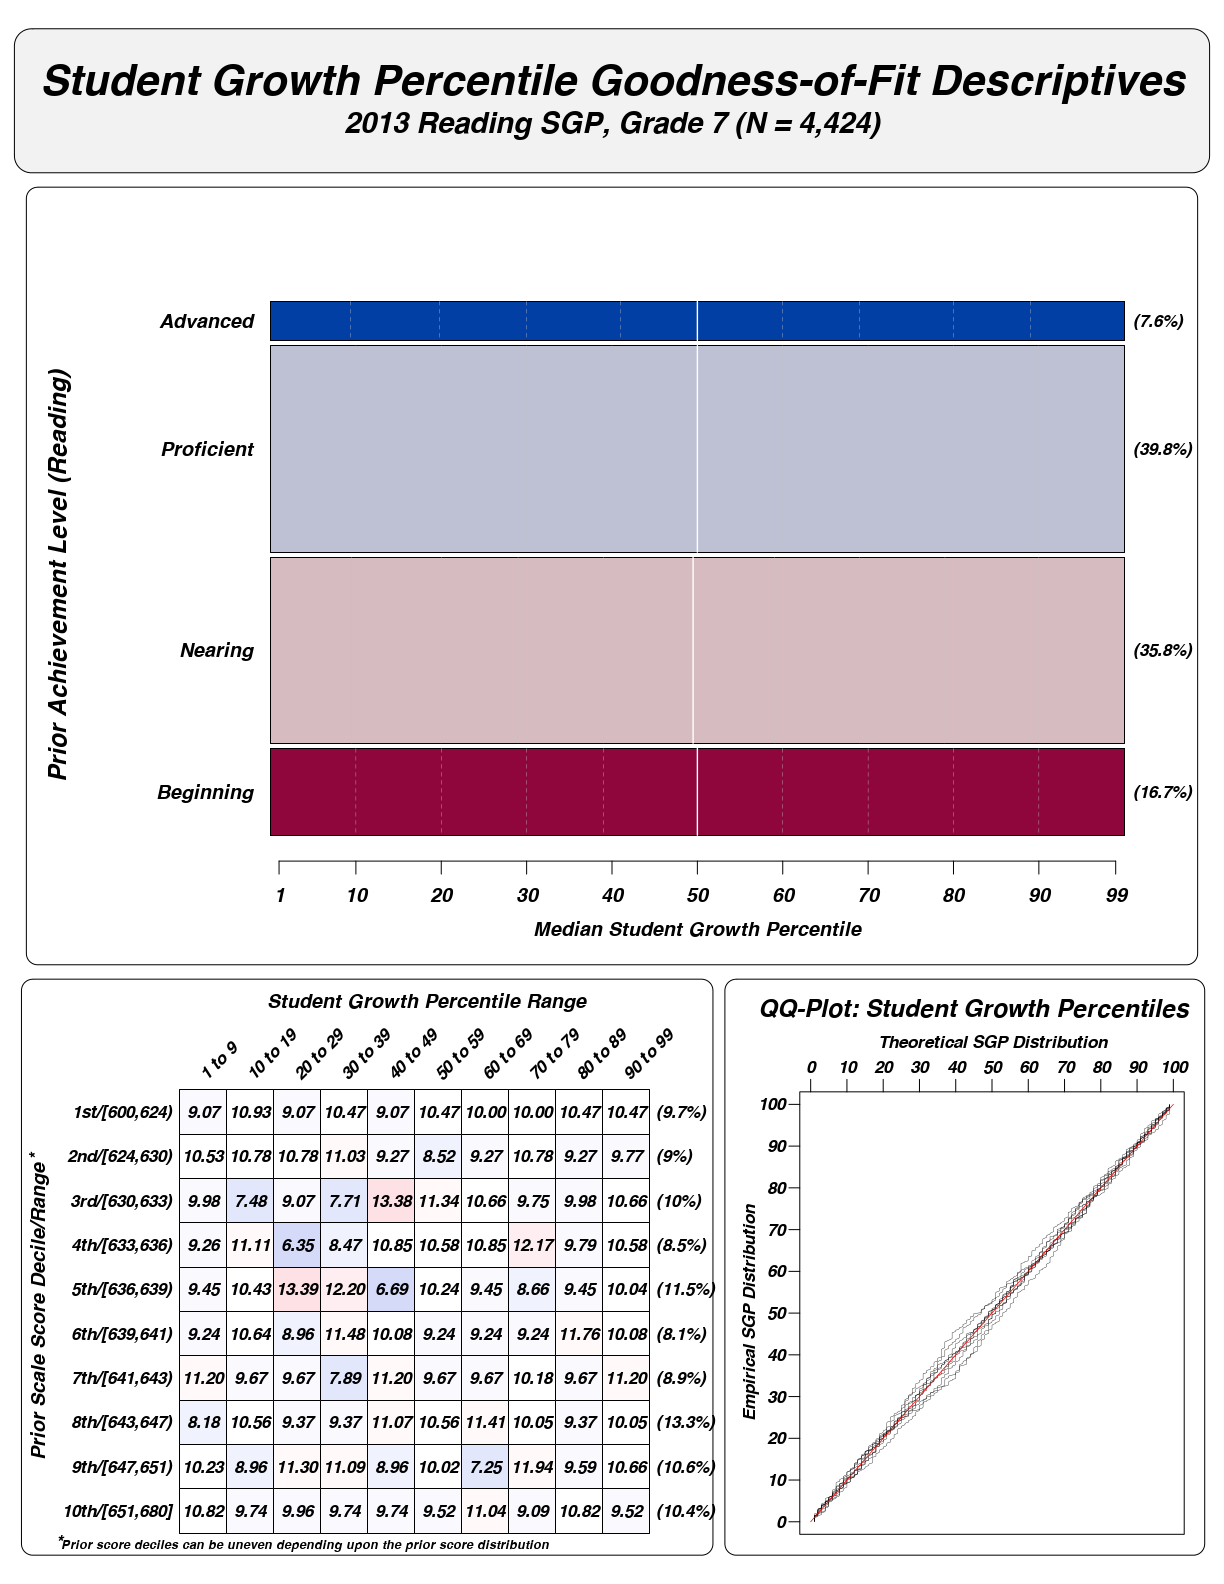 Student Growth Percentile Goodness-of-Fit Descriptives
2013 Reading SGP, Grade 7 (N = 4,424)
Prior Achievement Level (Reading)
Advanced (7.6%)
Proficient (39.8%)
Nearing (35.8%)
Beginning (16.7%)
1 10 20 30 40 50 60 70 80 90 99
Median Student Growth Percentile
Student Growth Percentile Range
1 to 9 10 to 19 20 to 29 30 to 39 40 to 49 50 to 59 60 to 69 70 to 79 80 to 89 90 to 99
Prior Scale Score Decile/Range*
1st/[600,624) 9.07 10.93 9.07 10.47 9.07 10.47 10.00 10.00 10.47 10.47 (9.7%)
2nd/[624,630) 10.53 10.78 10.78 11.03 9.27 8.52 9.27 10.78 9.27 9.77 (9%)
3rd/[630,633) 9.98 7.48 9.07 7.71 13.38 11.34 10.66 9.75 9.98 10.66 (10%)
4th/[633,636) 9.26 11.11 6.35 8.47 10.85 10.58 10.85 12.17 9.79 10.58 (8.5%)
5th/[636,639) 9.45 10.43 13.39 12.20 6.69 10.24 9.45 8.66 9.45 10.04 (11.5%)
6th/[639,641) 9.24 10.64 8.96 11.48 10.08 9.24 9.24 9.24 11.76 10.08 (8.1%)
7th/[641,643) 11.20 9.67 9.67 7.89 11.20 9.67 9.67 10.18 9.67 11.20 (8.9%)
8th/[643,647) 8.18 10.56 9.37 9.37 11.07 10.56 11.41 10.05 9.37 10.05 (13.3%)
9th/[647,651) 10.23 8.96 11.30 11.09 8.96 10.02 7.25 11.94 9.59 10.66 (10.6%)
10th/[651,680] 10.82 9.74 9.96 9.74 9.74 9.52 11.04 9.09 10.82 9.52 (10.4%)
*Prior score deciles can be uneven depending upon the prior score distribution
QQ-Plot: Student Growth Percentiles
Theoretical SGP Distribution
0 10 20 30 40 50 60 70 80 90 100
Empirical SGP Distribution
100
90
80
70
60
50
40
30
20
10
0